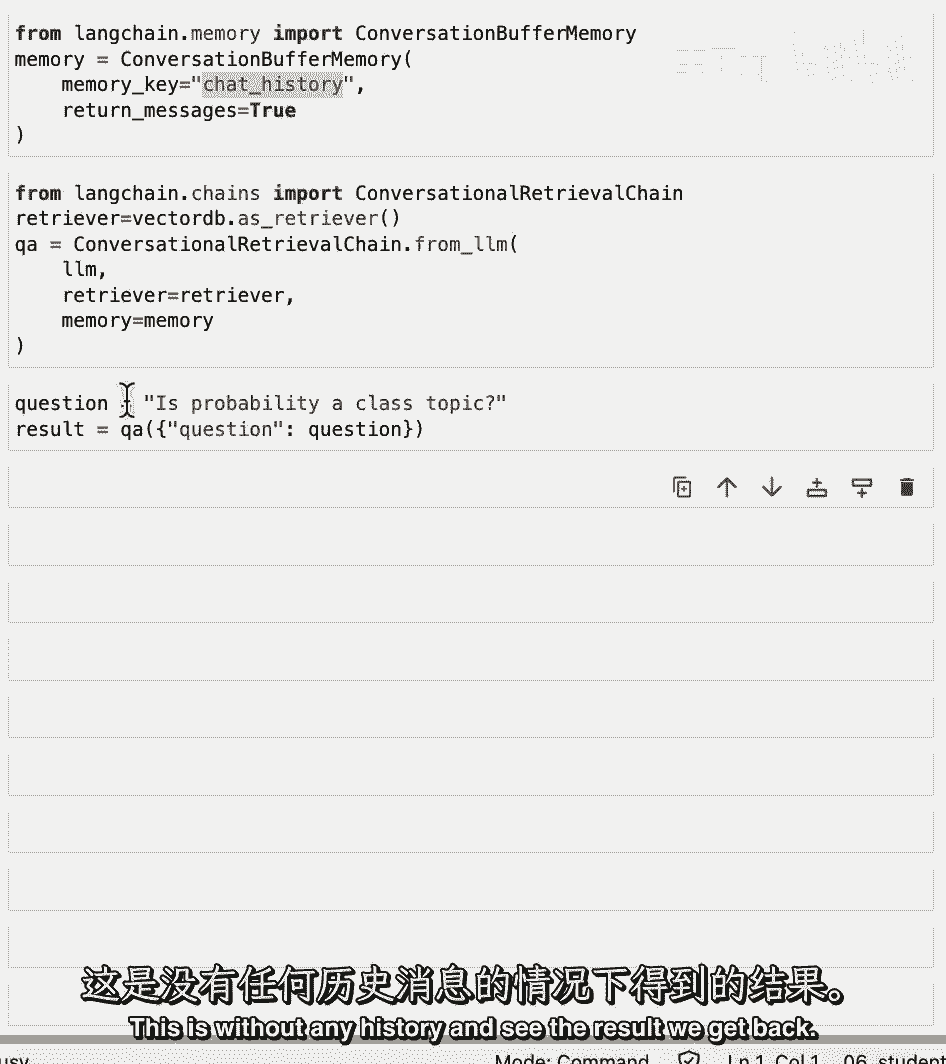 from langchain.memory import ConversationBufferMemory
memory = ConversationBufferMemory(
    memory_key="chat_history",
    return_messages=True
)
from langchain.chains import ConversationalRetrievalChain
retriever=vectordb.as_retriever()
qa = ConversationalRetrievalChain.from_llm(
    llm,
    retriever=retriever,
    memory=memory
)
question = "Is probability a class topic?"
result = qa({"question": question})
这是没有任何历史消息的情况下得到的结果。
This is without any history and see the result we get back.
Mode: Command Ln 1, Col 1 06_student